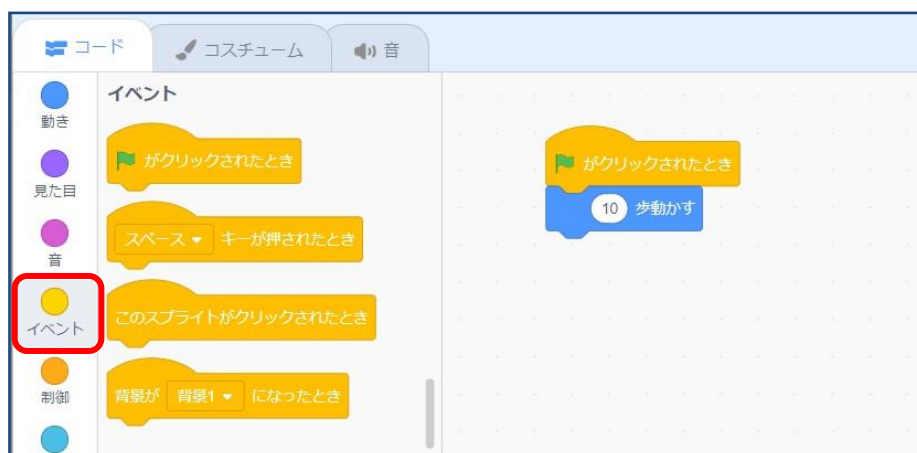 コード コスチューム 音
動き
見た目
音
イベント
制御
イベント
がクリックされたとき
スペース キーが押されたとき
このスプライトがクリックされたとき
背景が 背景1 になったとき
がクリックされたとき
10 歩動かす